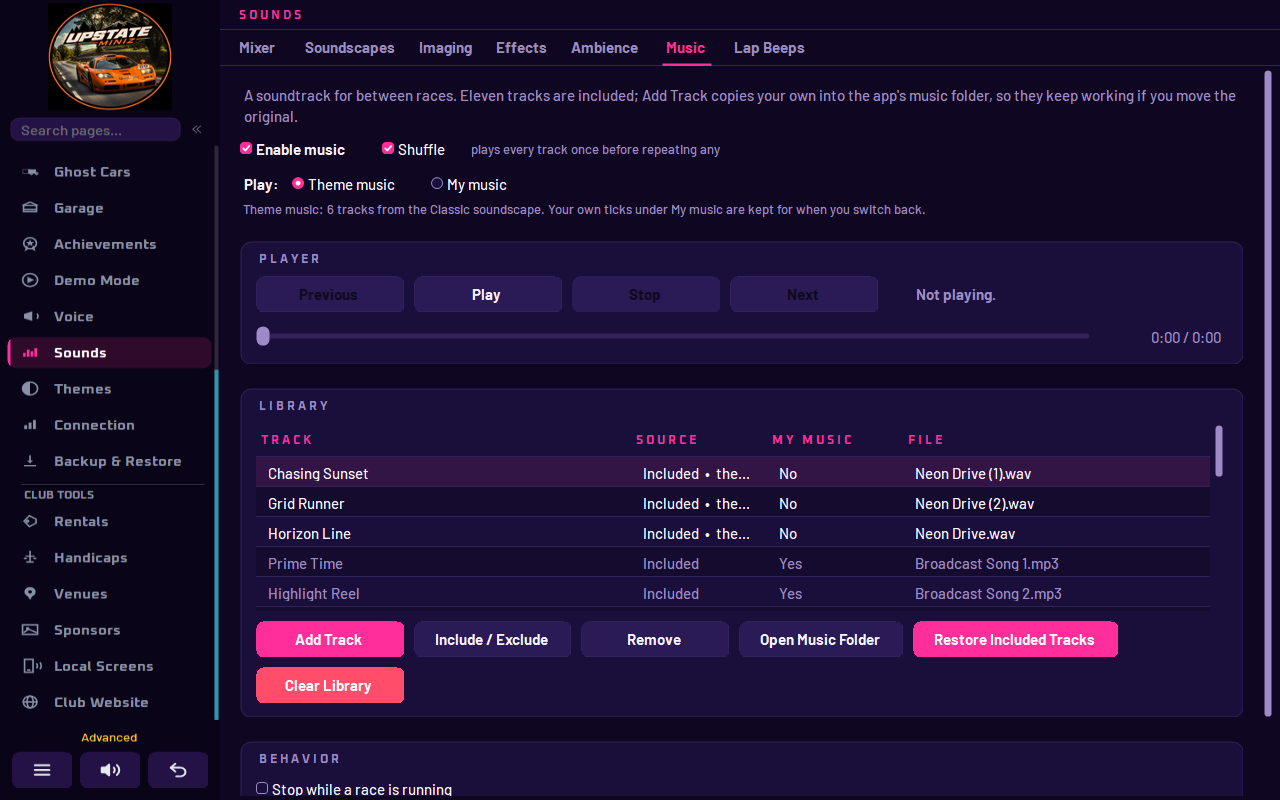 UPSTATE
MINIZ
Search pages...
Ghost Cars
Garage
Achievements
Demo Mode
Voice
Sounds
Themes
Connection
Backup & Restore
CLUB TOOLS
Rentals
Handicaps
Venues
Sponsors
Local Screens
Club Website
Advanced
SOUNDS
Mixer Soundscapes Imaging Effects Ambience Music Lap Beeps
A soundtrack for between races. Eleven tracks are included; Add Track copies your own into the app's music folder, so they keep working if you move the
original.
Enable music Shuffle plays every track once before repeating any
Play: Theme music My music
Theme music: 6 tracks from the Classic soundscape. Your own ticks under My music are kept for when you switch back.
PLAYER
Previous Play Stop Next Not playing.
0:00 / 0:00
LIBRARY
TRACK SOURCE MY MUSIC FILE
Chasing Sunset Included • the... No Neon Drive (1).wav
Grid Runner Included • the... No Neon Drive (2).wav
Horizon Line Included • the... No Neon Drive.wav
Prime Time Included Yes Broadcast Song 1.mp3
Highlight Reel Included Yes Broadcast Song 2.mp3
Add Track Include / Exclude Remove Open Music Folder Restore Included Tracks
Clear Library
BEHAVIOR
Stop while a race is running